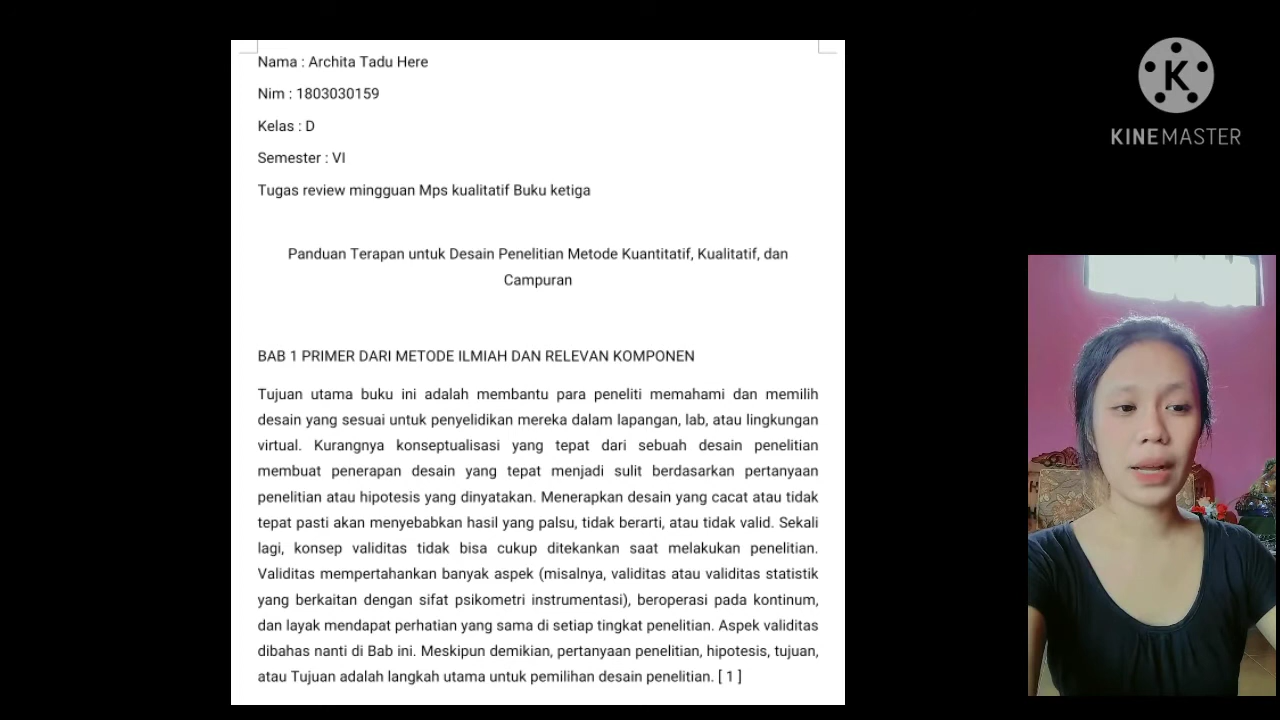 Nama : Archita Tadu Here
Nim : 1803030159
Kelas : D
Semester : VI
Tugas review mingguan Mps kualitatif Buku ketiga
Panduan Terapan untuk Desain Penelitian Metode Kuantitatif, Kualitatif, dan
Campuran
BAB 1 PRIMER DARI METODE ILMIAH DAN RELEVAN KOMPONEN
Tujuan utama buku ini adalah membantu para peneliti memahami dan memilih
desain yang sesuai untuk penyelidikan mereka dalam lapangan, lab, atau lingkungan
virtual. Kurangnya konseptualisasi yang tepat dari sebuah desain penelitian
membuat penerapan desain yang tepat menjadi sulit berdasarkan pertanyaan
penelitian atau hipotesis yang dinyatakan. Menerapkan desain yang cacat atau tidak
tepat pasti akan menyebabkan hasil yang palsu, tidak berarti, atau tidak valid. Sekali
lagi, konsep validitas tidak bisa cukup ditekankan saat melakukan penelitian.
Validitas mempertahankan banyak aspek (misalnya, validitas atau validitas statistik
yang berkaitan dengan sifat psikometri instrumentasi), beroperasi pada kontinum,
dan layak mendapat perhatian yang sama di setiap tingkat penelitian. Aspek validitas
dibahas nanti di Bab ini. Meskipun demikian, pertanyaan penelitian, hipotesis, tujuan,
atau Tujuan adalah langkah utama untuk pemilihan desain penelitian. [ 1 ]
K
KINEMASTER